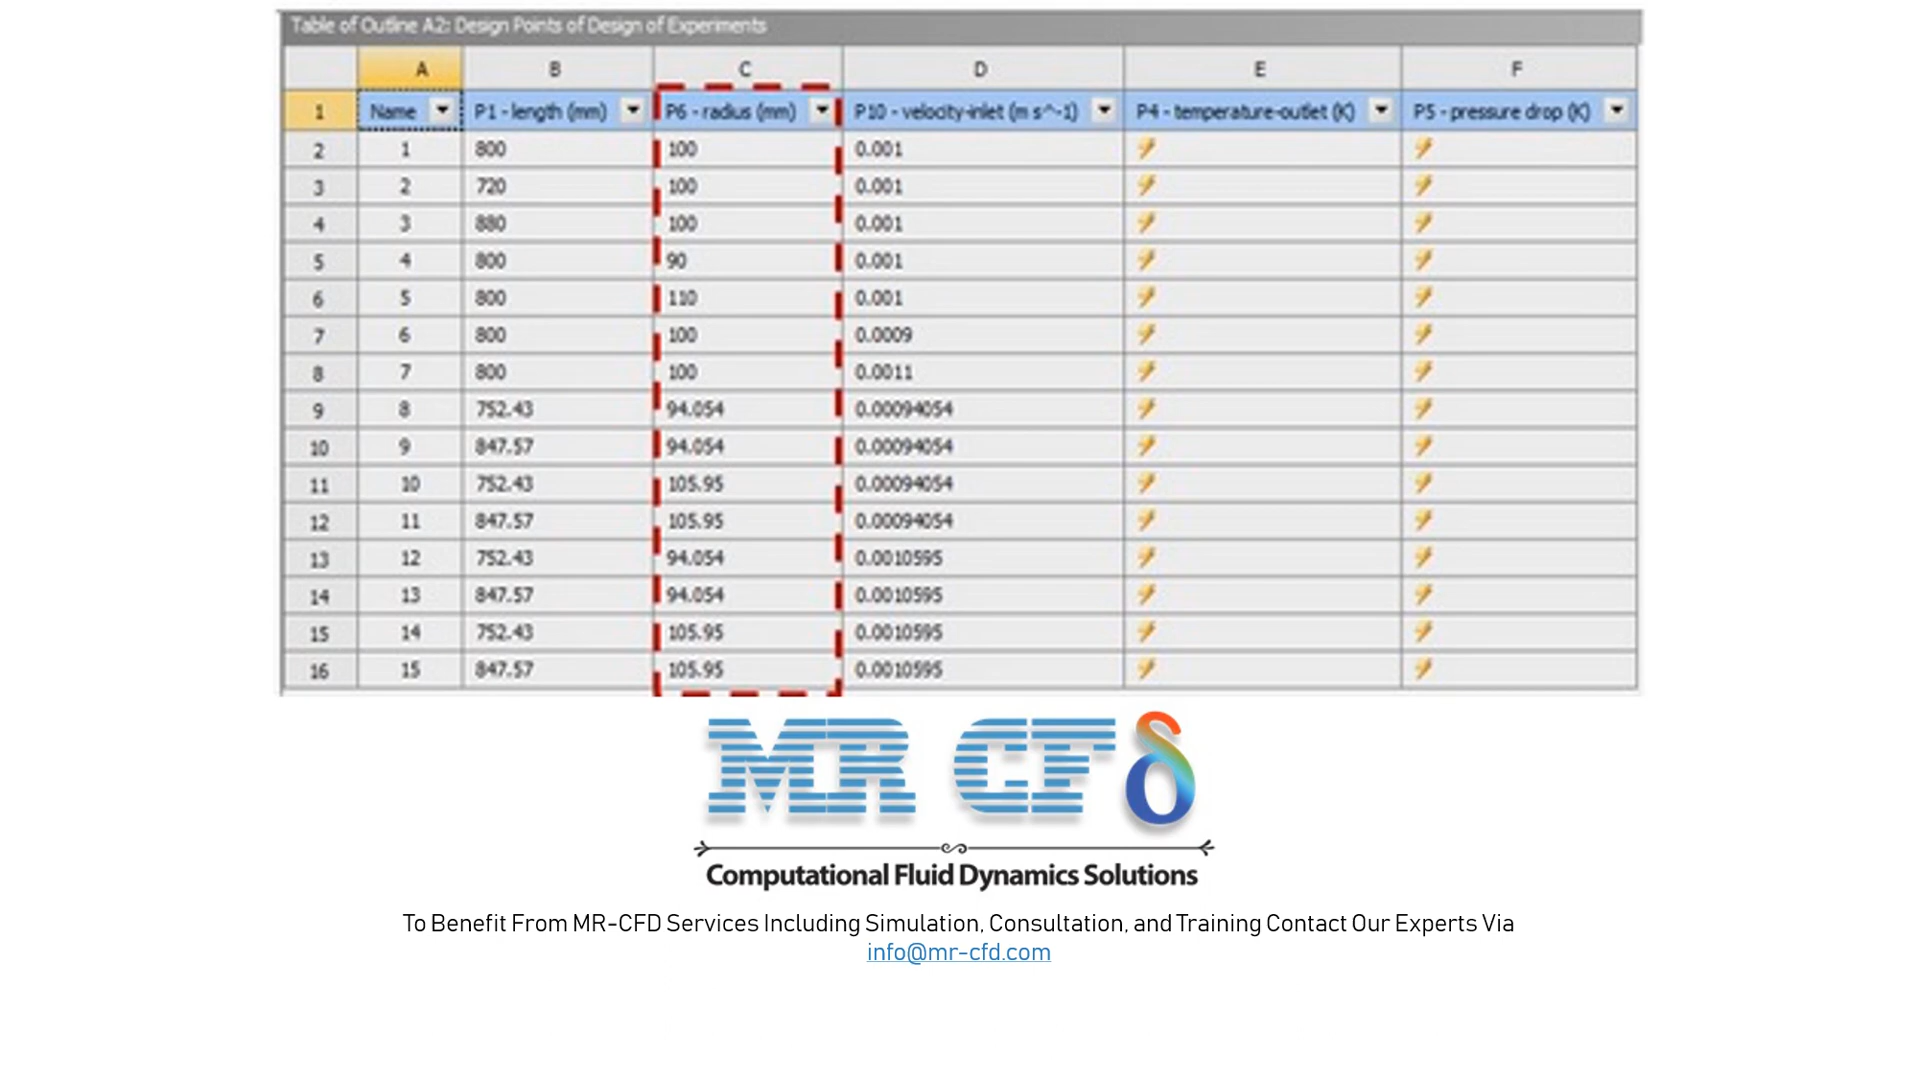 Table of Outline A2: Design Points of Design of Experiments
A B C D E F
1 Name P1 - length (mm) P6 - radius (mm) P10 - velocity-inlet (m s^-1) P4 - temperature-outlet (K) P5 - pressure drop (K)
2 1 800 100 0.001
3 2 720 100 0.001
4 3 880 100 0.001
5 4 800 90 0.001
6 5 800 110 0.001
7 6 800 100 0.0009
8 7 800 100 0.0011
9 8 752.43 94.054 0.00094054
10 9 847.57 94.054 0.00094054
11 10 752.43 105.95 0.00094054
12 11 847.57 105.95 0.00094054
13 12 752.43 94.054 0.0010595
14 13 847.57 94.054 0.0010595
15 14 752.43 105.95 0.0010595
16 15 847.57 105.95 0.0010595
MR CFδ
Computational Fluid Dynamics Solutions
To Benefit From MR-CFD Services Including Simulation, Consultation, and Training Contact Our Experts Via
info@mr-cfd.com